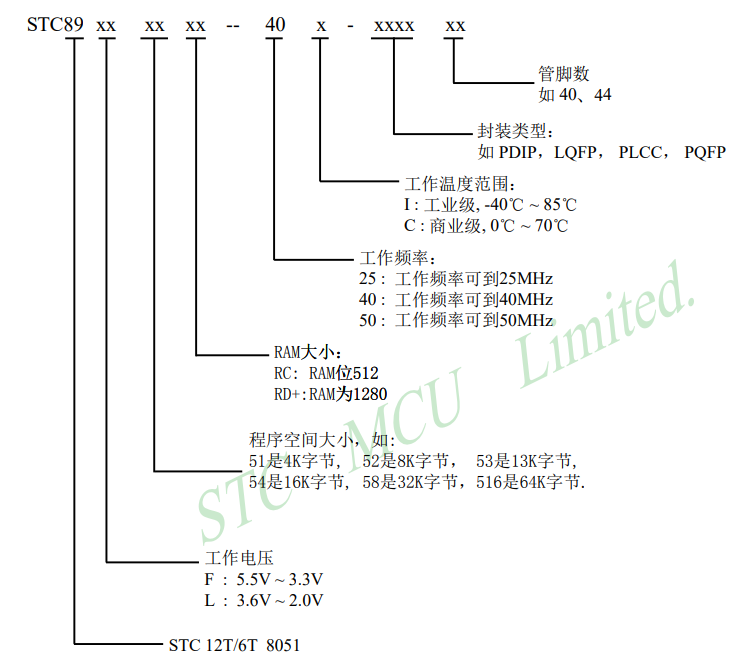 STC89 xx xx xx -- 40 x - xxxx xx
管脚数
如 40、44
封装类型：
如 PDIP，LQFP， PLCC， PQFP
工作温度范围：
I : 工业级, -40℃ ~ 85℃
C : 商业级, 0℃ ~ 70℃
工作频率：
25 : 工作频率可到25MHz
40 : 工作频率可到40MHz
50 : 工作频率可到50MHz
RAM大小：
RC: RAM位512
RD+:RAM为1280
程序空间大小，如：
51是4K字节, 52是8K字节， 53是13K字节,
54是16K字节, 58是32K字节，516是64K字节.
工作电压
F : 5.5V ~ 3.3V
L : 3.6V ~ 2.0V
STC 12T/6T 8051
STC MCU Limited.